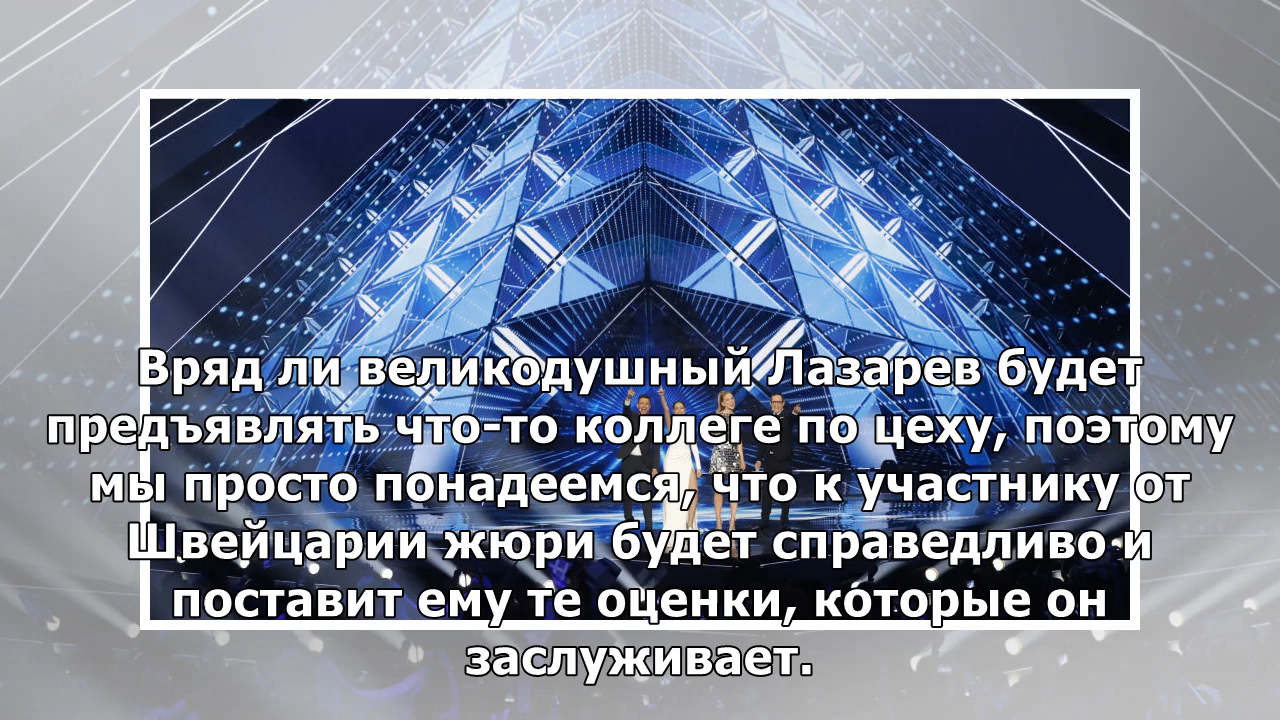 Вряд ли великодушный Лазарев будет
предъявлять что-то коллеге по цеху, поэтому
мы просто понадеемся, что к участнику от
Швейцарии жюри будет справедливо и
поставит ему те оценки, которые он
заслуживает.